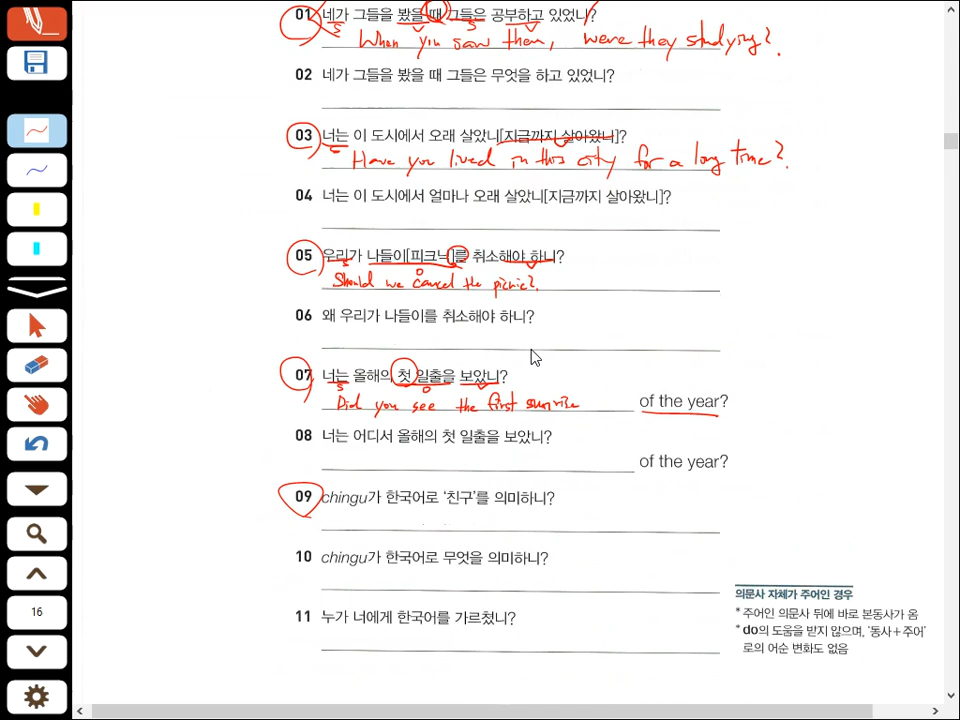 01 네가 그들을 봤을 때 그들은 공부하고 있었니?
When you saw them, were they studying?
02 네가 그들을 봤을 때 그들은 무엇을 하고 있었니?
03 너는 이 도시에서 오래 살았니[지금까지 살아왔니]?
Have you lived in this city for a long time?
04 너는 이 도시에서 얼마나 오래 살았니[지금까지 살아왔니]?
05 우리가 나들이[피크닉]를 취소해야 하니?
Should we cancel the picnic?
06 왜 우리가 나들이를 취소해야 하니?
07 너는 올해의 첫 일출을 보았니?
Did you see the first sunrise of the year?
08 너는 어디서 올해의 첫 일출을 보았니?
of the year?
09 chingu가 한국어로 ‘친구’를 의미하니?
10 chingu가 한국어로 무엇을 의미하니?
의문사 자체가 주어인 경우
11 누가 너에게 한국어를 가르쳤니?
* 주어인 의문사 뒤에 바로 본동사가 옴
* do의 도움을 받지 않으며, ‘동사+주어’
로의 어순 변화도 없음
16